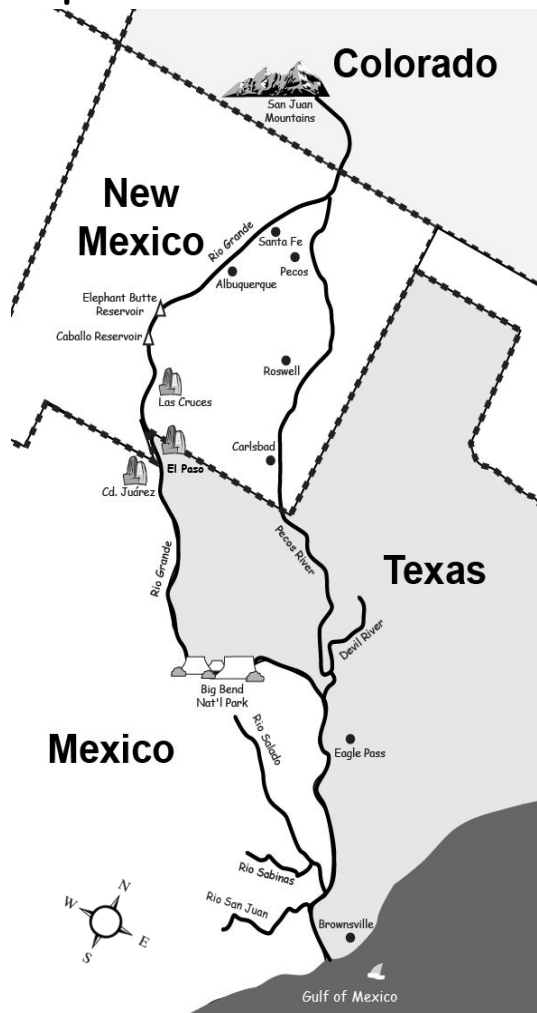 Colorado
San Juan
Mountains
New
Mexico
Rio Grande
Santa Fe
Pecos
Albuquerque
Elephant Butte
Reservoir
Caballo Reservoir
Roswell
Las Cruces
Carlsbad
El Paso
Cd. Juárez
Pecos River
Rio Grande
Texas
Devil River
Big Bend
Nat'l Park
Rio Salado
Mexico
Eagle Pass
Rio Sabinas
Rio San Juan
N
W
E
S
Brownsville
Gulf of Mexico